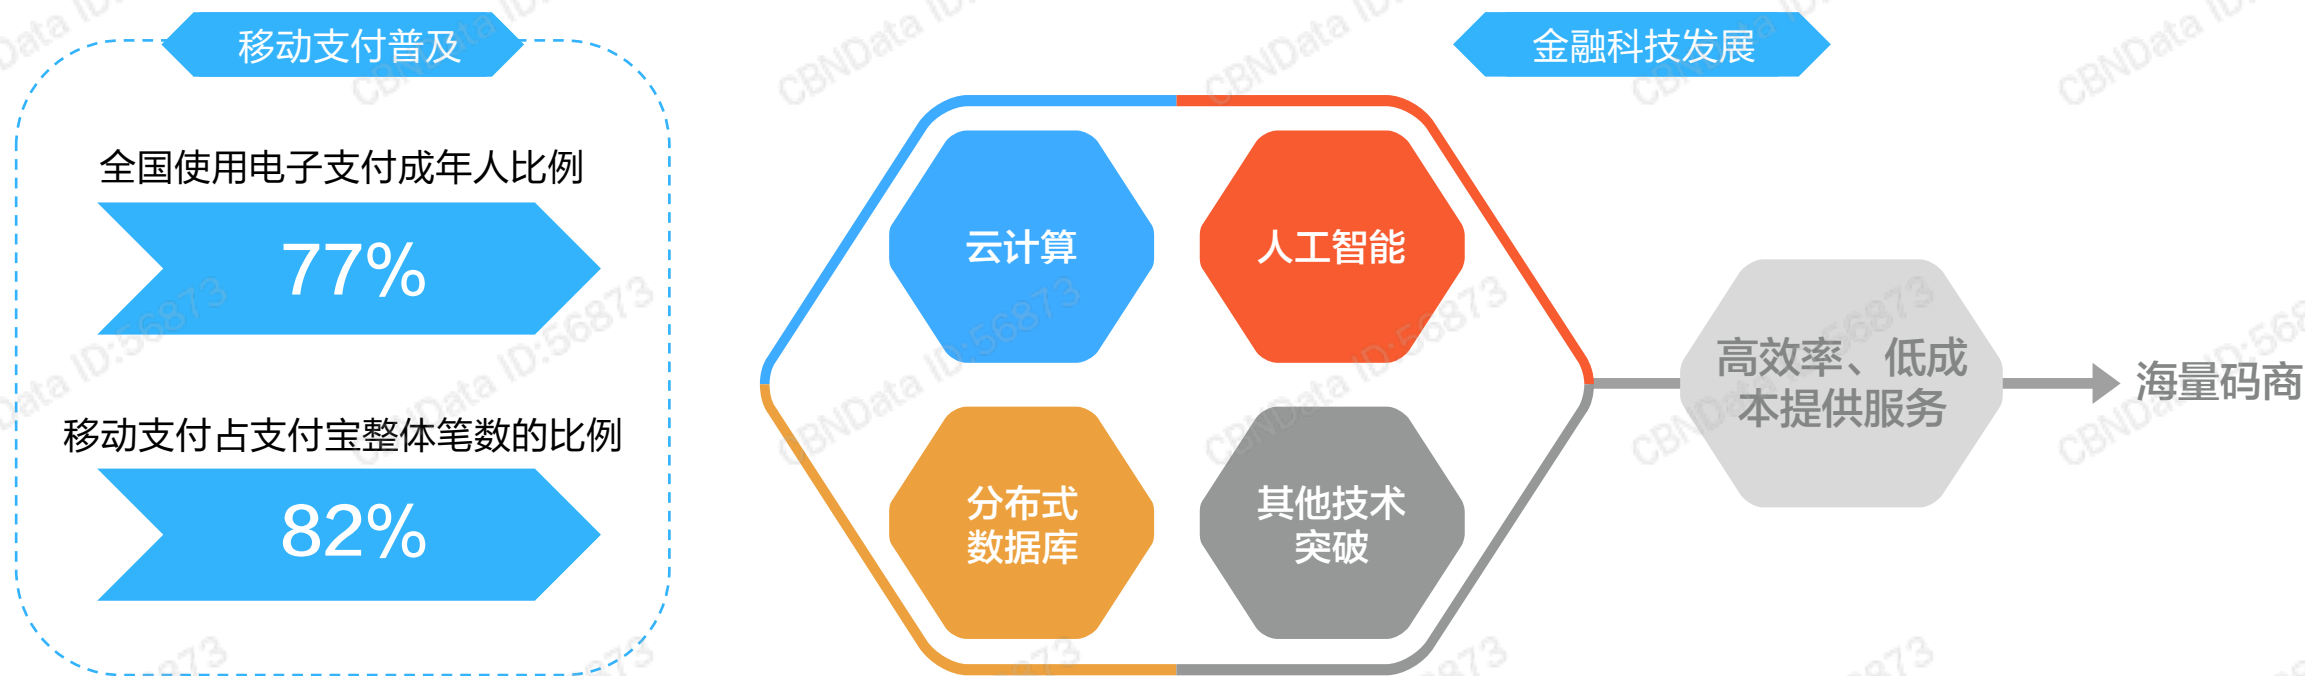 移动支付普及
全国使用电子支付成年人比例
77%
移动支付占支付宝整体笔数的比例
82%
金融科技发展
云计算
人工智能
分布式
数据库
其他技术
突破
高效率、低成
本提供服务
海量码商
CBNData ID:56873